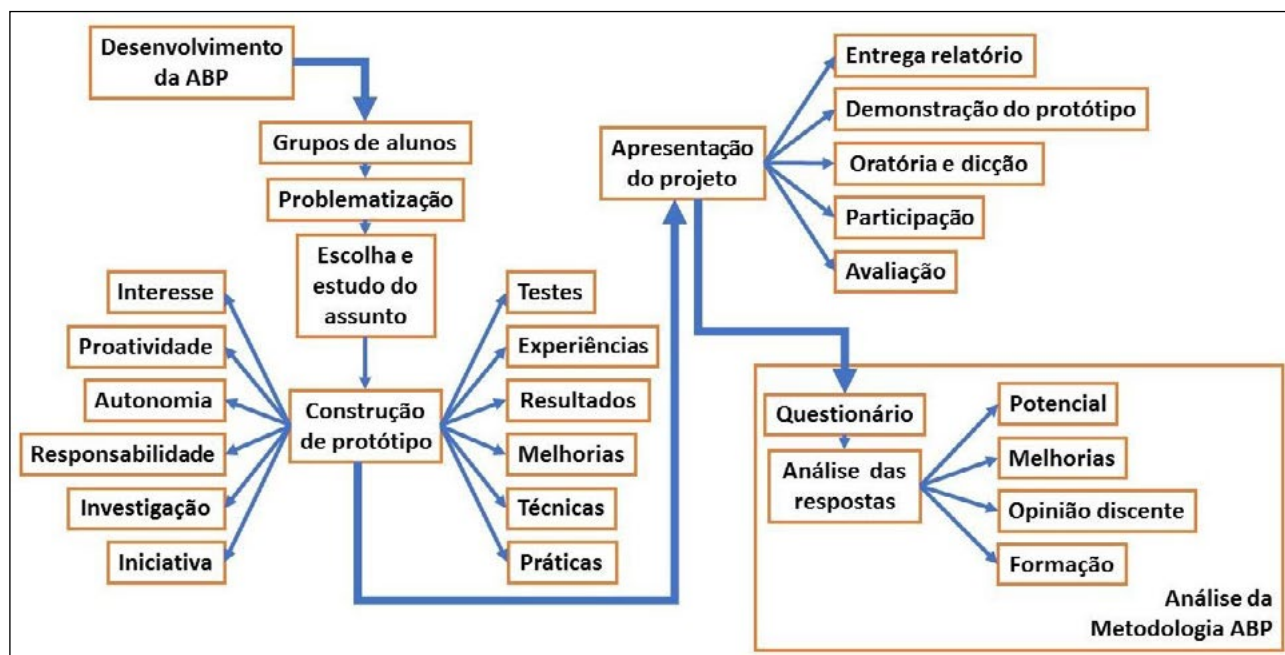 Desenvolvimento
da ABP
Grupos de alunos
Problematização
Escolha e
estudo do
assunto
Interesse
Proatividade
Autonomia
Responsabilidade
Investigação
Iniciativa
Construção
de protótipo
Testes
Experiências
Resultados
Melhorias
Técnicas
Práticas
Apresentação
do projeto
Entrega relatório
Demonstração do protótipo
Oratória e dicção
Participação
Avaliação
Questionário
Análise das
respostas
Potencial
Melhorias
Opinião discente
Formação
Análise da
Metodologia ABP